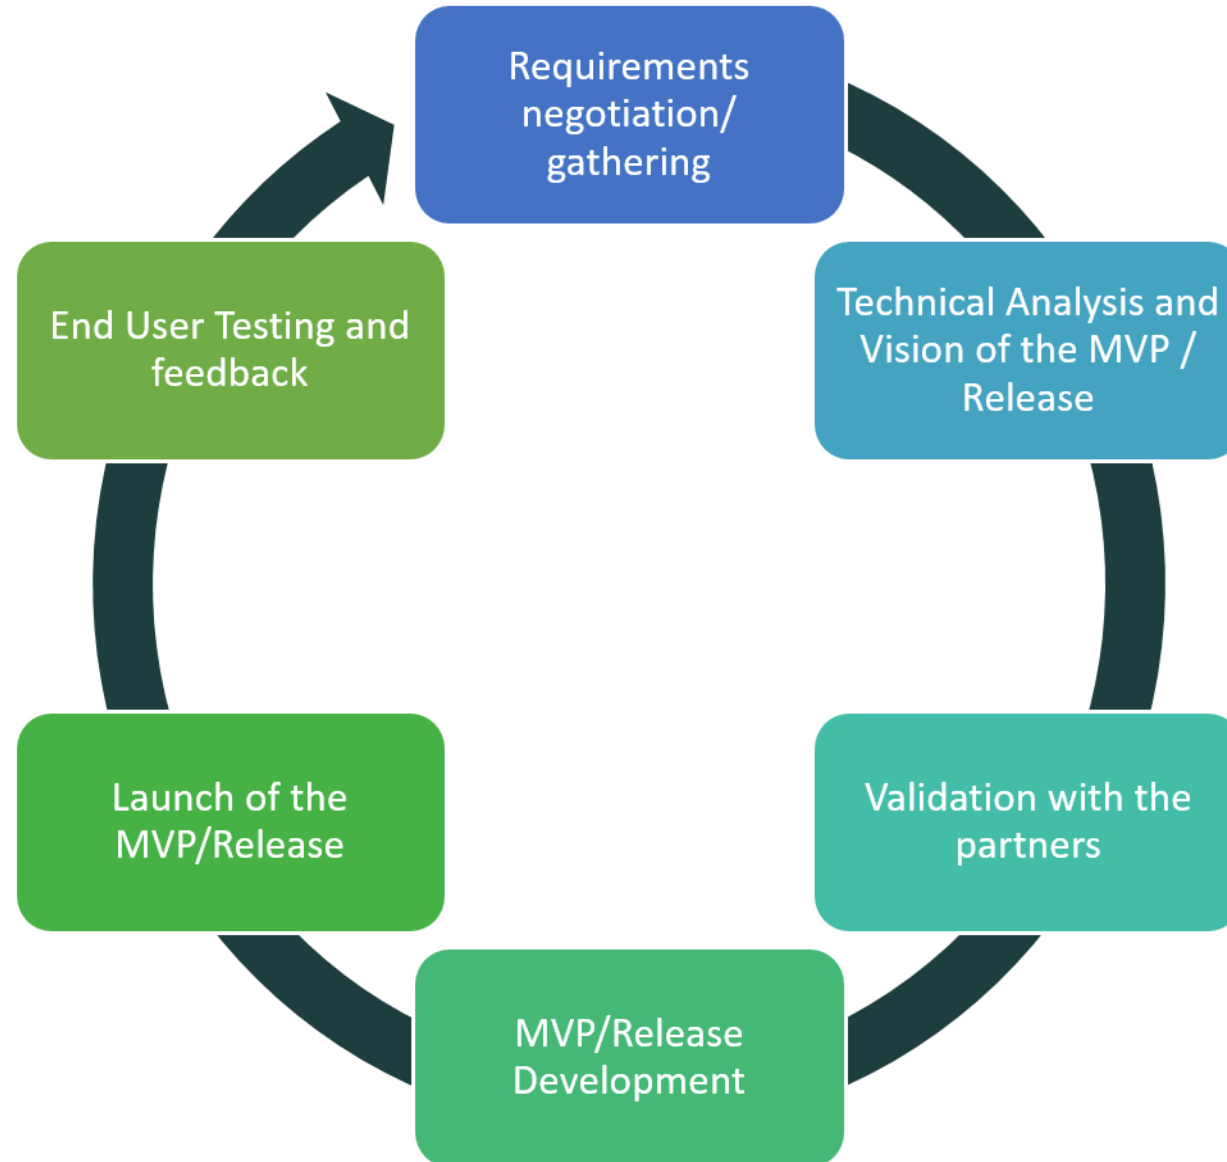 Requirements
negotiation/
gathering
Technical Analysis and
Vision of the MVP /
Release
Validation with the
partners
MVP/Release
Development
Launch of the
MVP/Release
End User Testing and
feedback